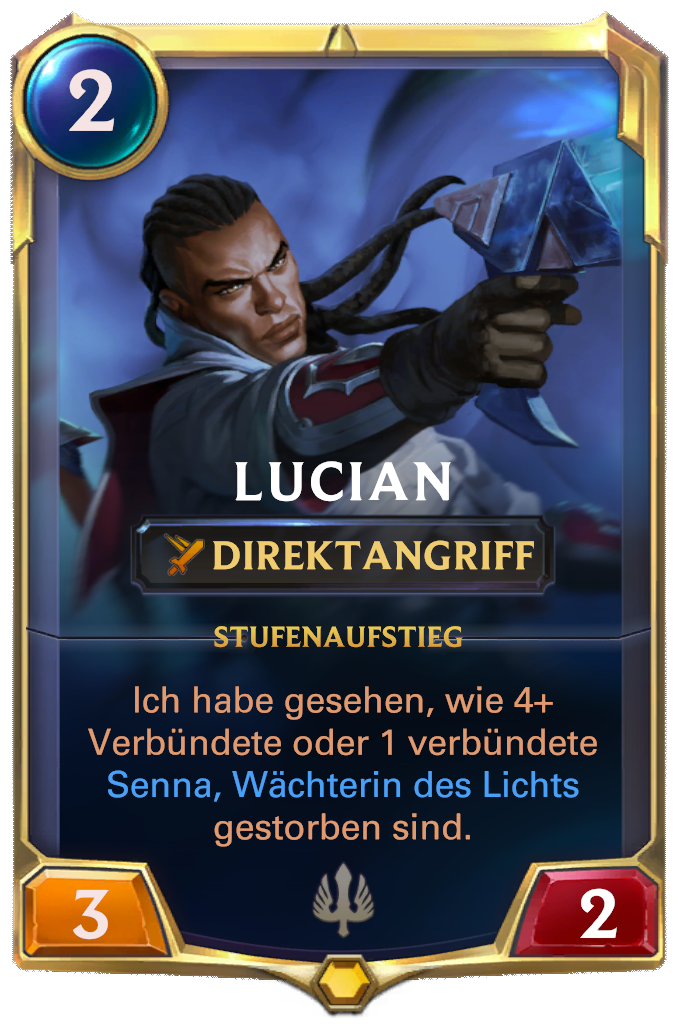 2
LUCIAN
DIREKTANGRIFF
STUFENAUFSTIEG
Ich habe gesehen, wie 4+
Verbündete oder 1 verbündete
Senna, Wächterin des Lichts
gestorben sind.
3
2